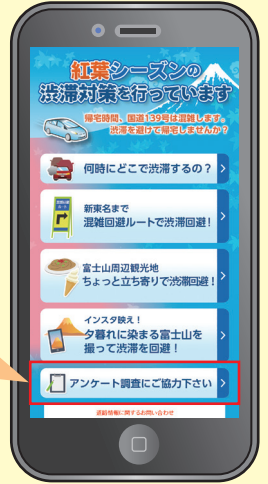 紅葉シーズンの
渋滞対策を行っています
帰宅時間、国道139号は混雑します。
渋滞を避けて帰宅しませんか？
何時にどこで渋滞するの？
新東名まで
混雑回避ルートで渋滞回避！
富士山周辺観光地
ちょっと立ち寄りで渋滞回避！
インスタ映え！
夕暮れに染まる富士山を
撮って渋滞を回避！
アンケート調査にご協力下さい
道路情報に関するお問い合わせ